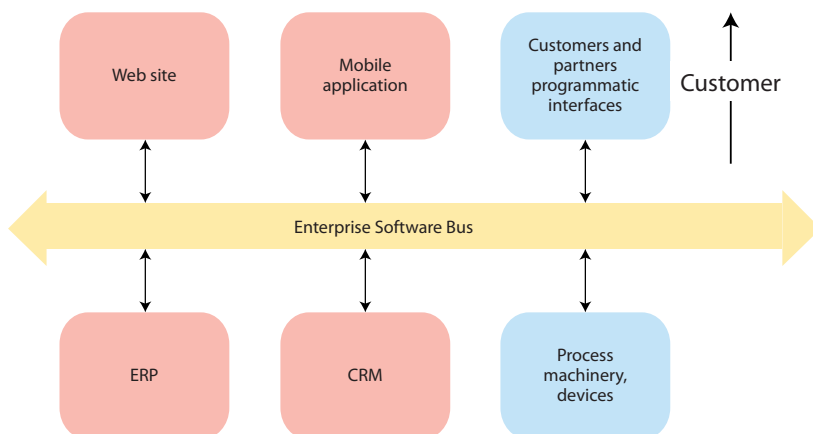 Web site
Mobile
application
Customers and
partners
programmatic
interfaces
Customer
Enterprise Software Bus
ERP
CRM
Process
machinery,
devices